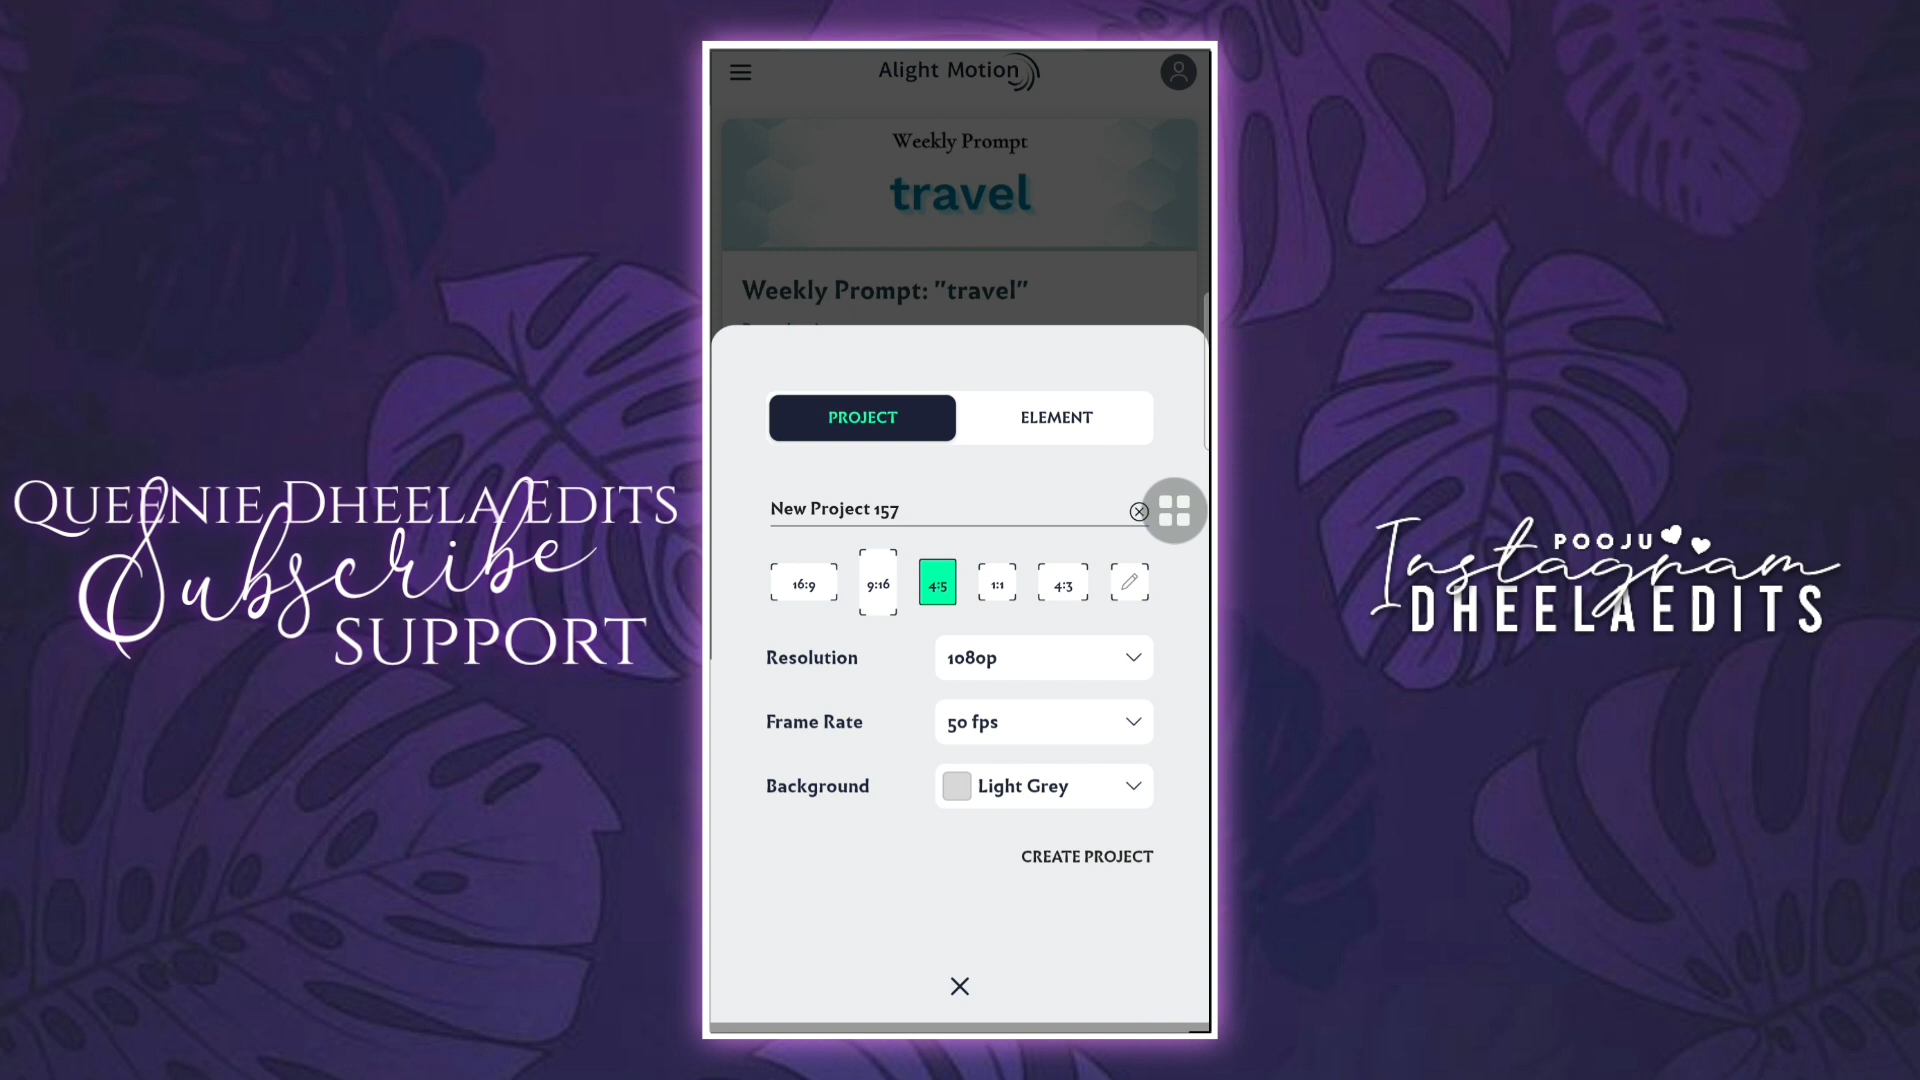 Alight Motion
Weekly Prompt
travel
Weekly Prompt: "travel"
PROJECT
ELEMENT
New Project 157
16:9
9:16
4:5
1:1
4:3
Resolution
1080p
Frame Rate
50 fps
Background
Light Grey
CREATE PROJECT
QUEENIE DHEELA EDITS
Subscribe
SUPPORT
POOJU
Instagram
DHEELAEDITS